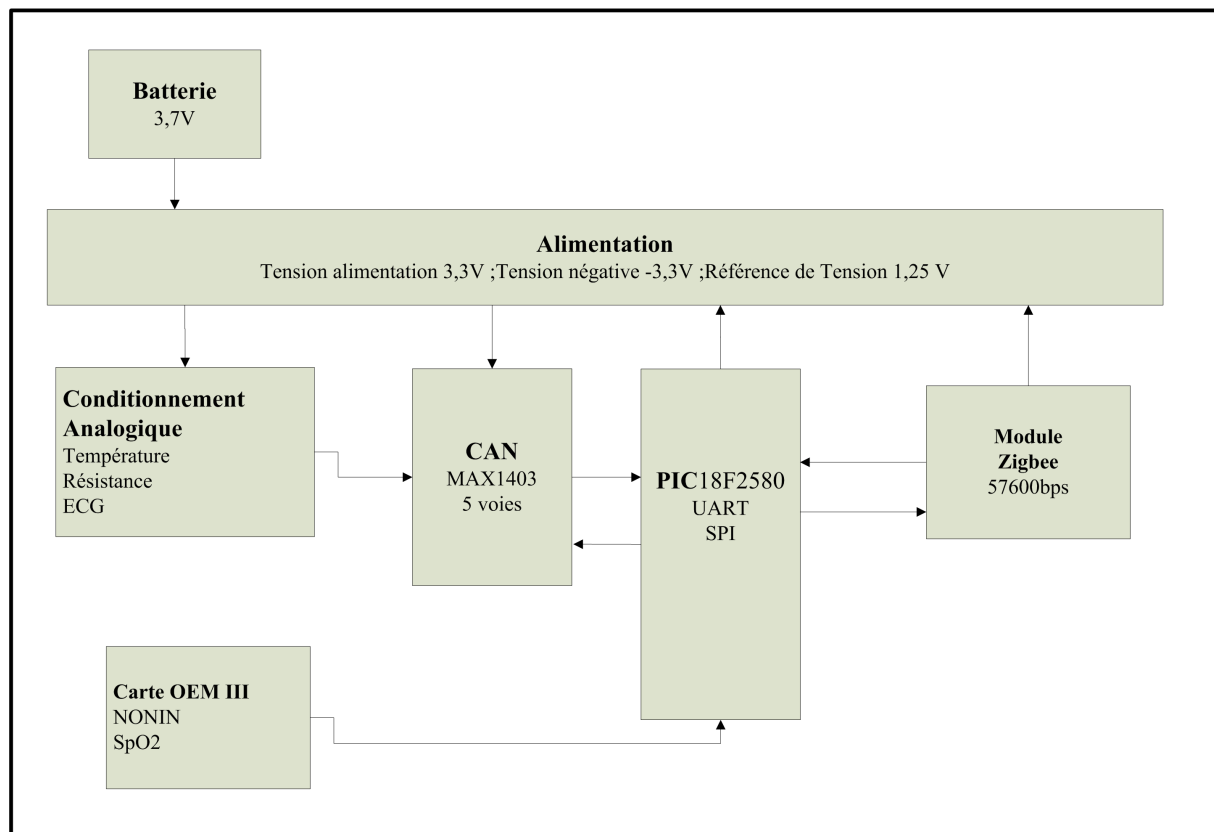 Batterie
3,7V
Alimentation
Tension alimentation 3,3V ;Tension négative -3,3V ;Référence de Tension 1,25 V
Conditionnement
Analogique
Température
Résistance
ECG
CAN
MAX1403
5 voies
PIC18F2580
UART
SPI
Module
Zigbee
57600bps
Carte OEM III
NONIN
SpO2